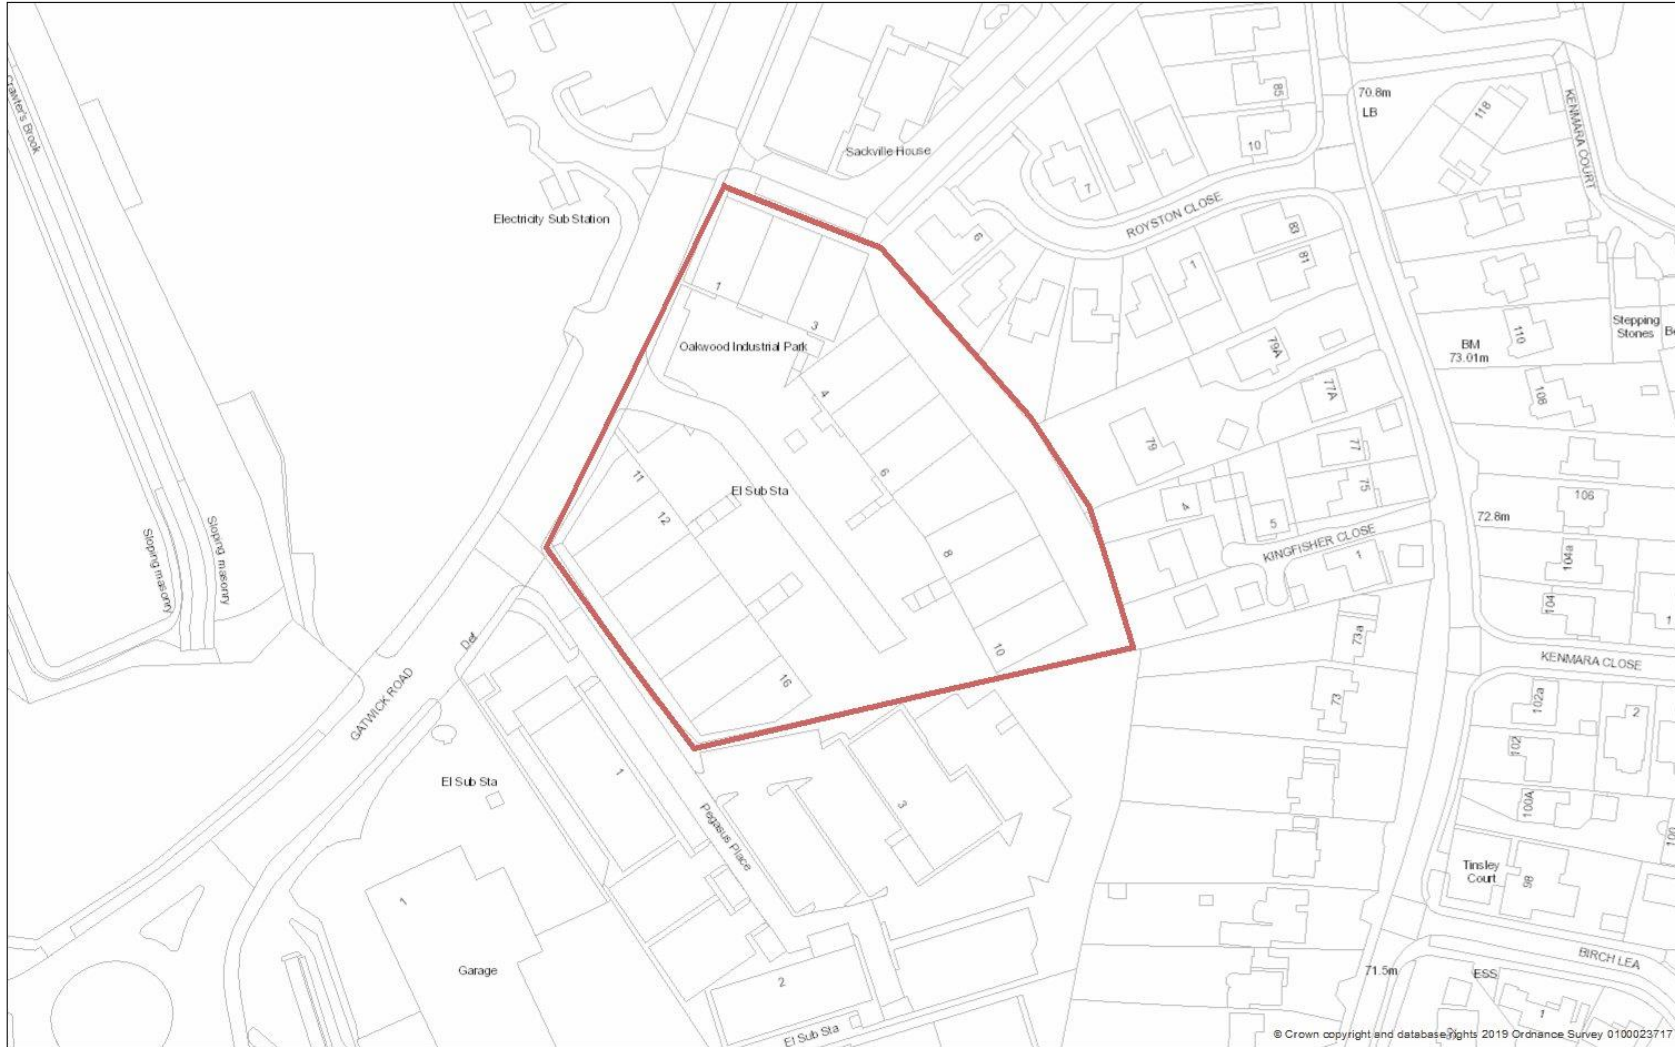 Crawter's Brook
Sloping masonry
Sloping masonry
Electricity Sub Station
Sackville House
85
10
7
6
ROYSTON CLOSE
1
83
81
70.8m
LB
118
KENMARA COURT
110
Stepping
Stones
BM
73.01m
108
79A
77A
79
77
75
106
72.8m
104a
104
1
KENMARA CLOSE
4
5
KINGFISHER CLOSE
1
1
3
Oakwood Industrial Park
4
6
8
10
El Sub Sta
11
12
16
GATWICK ROAD
Def
El Sub Sta
1
Pegasus Place
3
1
Garage
2
El Sub Sta
73a
73
102a
2
102
100A
100
Tinsley
Court
98
BIRCH LEA
71.5m
ESS
1
© Crown copyright and database rights 2019 Ordnance Survey 0100023717